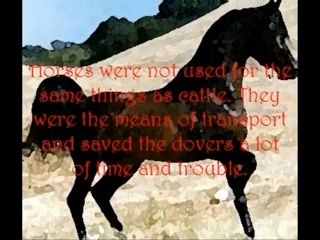 Horses were not used for the
same things as cattle. They
were the means of transport
and saved the dovers a lot
of time and trouble.